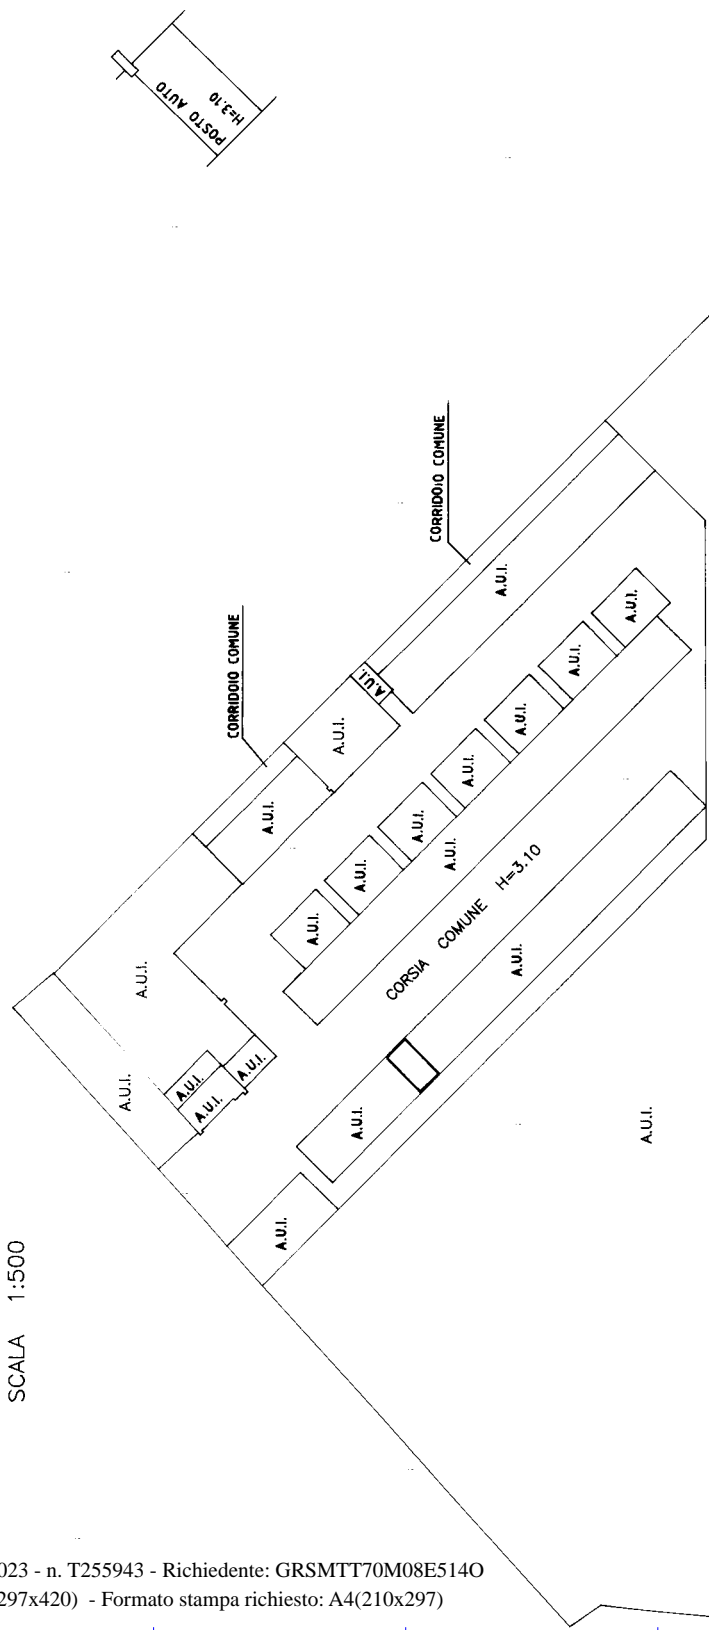 POSTO AUTO
H=3.10
CORRIDOIO COMUNE
CORRIDOIO COMUNE
A.U.I.
A.U.I.
A.U.I.
A.U.I.
A.U.I.
A.U.I.
A.U.I.
A.U.I.
A.U.I.
A.U.I.
A.U.I.
A.U.I.
A.U.I.
CORSIA COMUNE H=3.10
A.U.I.
A.U.I.
A.U.I.
A.U.I.
A.U.I.
A.U.I.
A.U.I.
A.U.I.
SCALA 1:500
023 - n. T255943 - Richiedente: GRSMTT70M08E514O
297x420) - Formato stampa richiesto: A4(210x297)